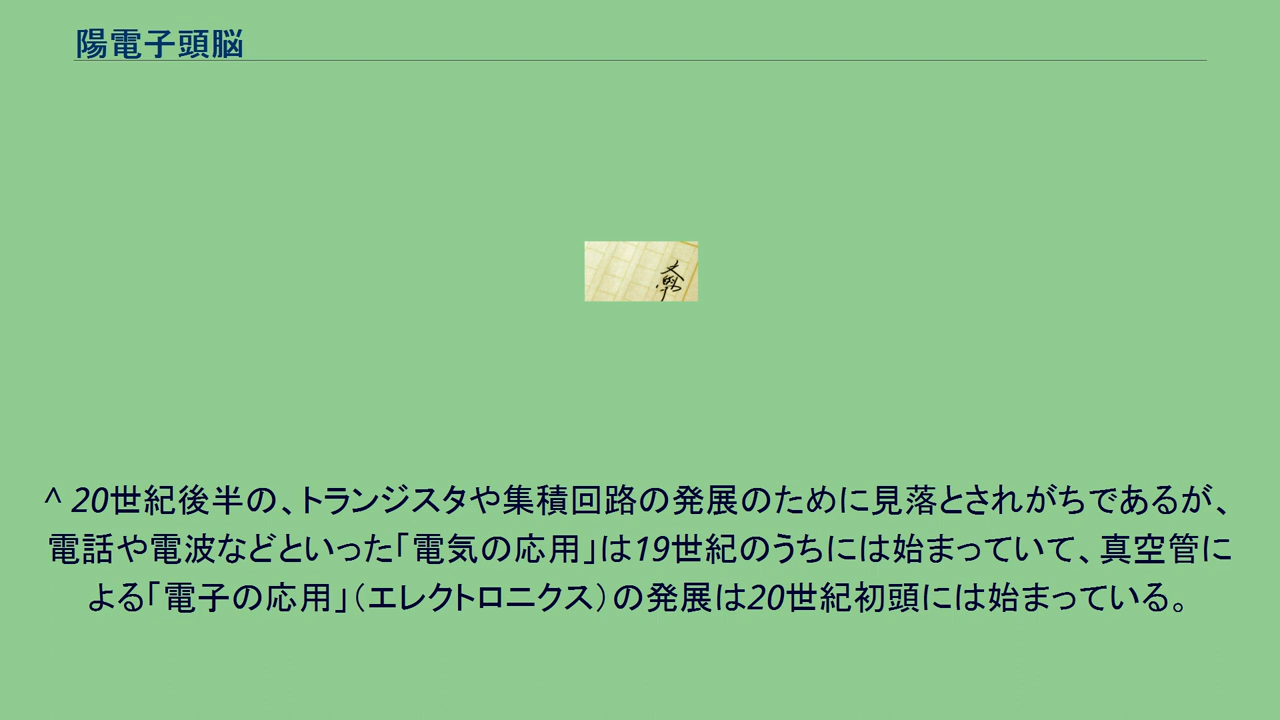 陽電子頭脳
^ 20世紀後半の、トランジスタや集積回路の発展のために見落とされがちであるが、
電話や電波などといった「電気の応用」は19世紀のうちには始まっていて、真空管に
よる「電子の応用」（エレクトロニクス）の発展は20世紀初頭には始まっている。